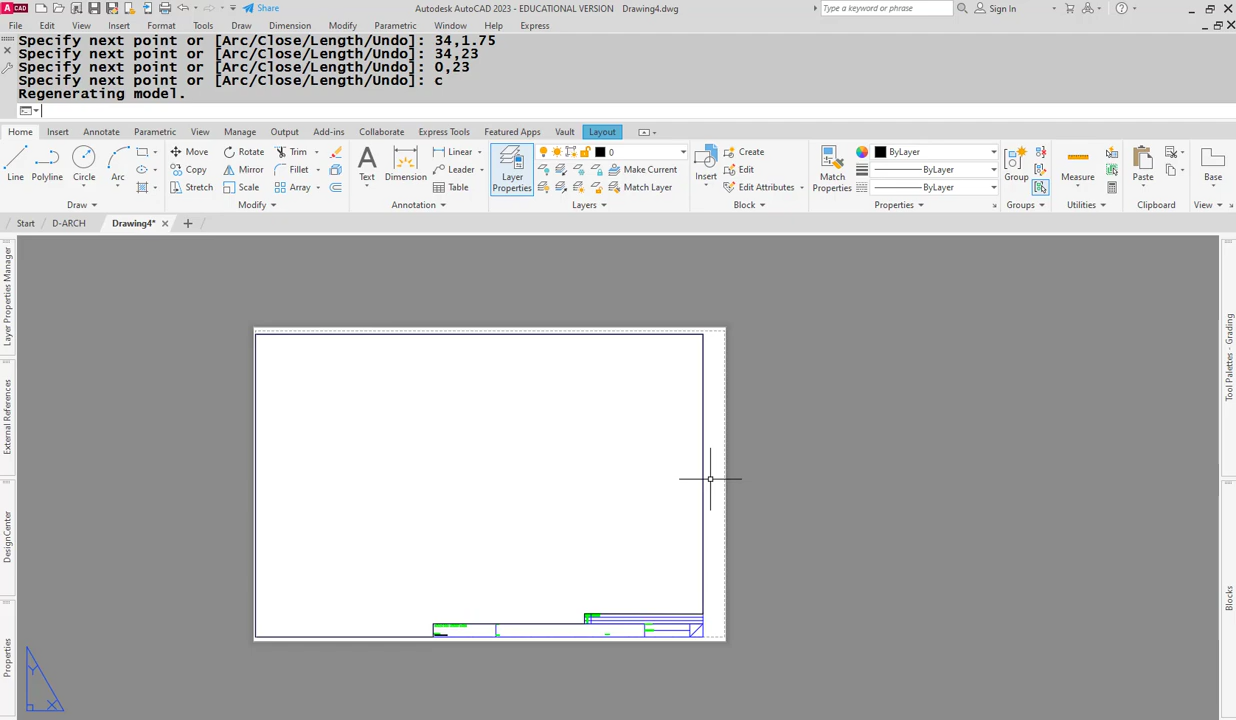 CAD Share Autodesk AutoCAD 2023 - EDUCATIONAL VERSION Drawing4.dwg Type a keyword or phrase Sign In
File Edit View Insert Format Tools Draw Dimension Modify Parametric Window Help Express
Specify next point or [Arc/Close/Length/Undo]: 34,1.75
Specify next point or [Arc/Close/Length/Undo]: 34,23
Specify next point or [Arc/Close/Length/Undo]: 0,23
Specify next point or [Arc/Close/Length/Undo]: c
Regenerating model.
Home Insert Annotate Parametric View Manage Output Add-ins Collaborate Express Tools Featured Apps Vault Layout
Line Polyline Circle Arc
Move Rotate Trim
Copy Mirror Fillet
Stretch Scale Array
Text Dimension
Linear
Leader
Table
Layer Properties
0
Make Current
Match Layer
Insert
Create
Edit
Edit Attributes
Match Properties
ByLayer
ByLayer
ByLayer
Group
Measure
Paste
Base
Draw Modify Annotation Layers Block Properties Groups Utilities Clipboard View
Start D-ARCH Drawing4*
Layer Properties Manager
External References
DesignCenter
Properties
Tool Palettes - Grading
Blocks
Y
X